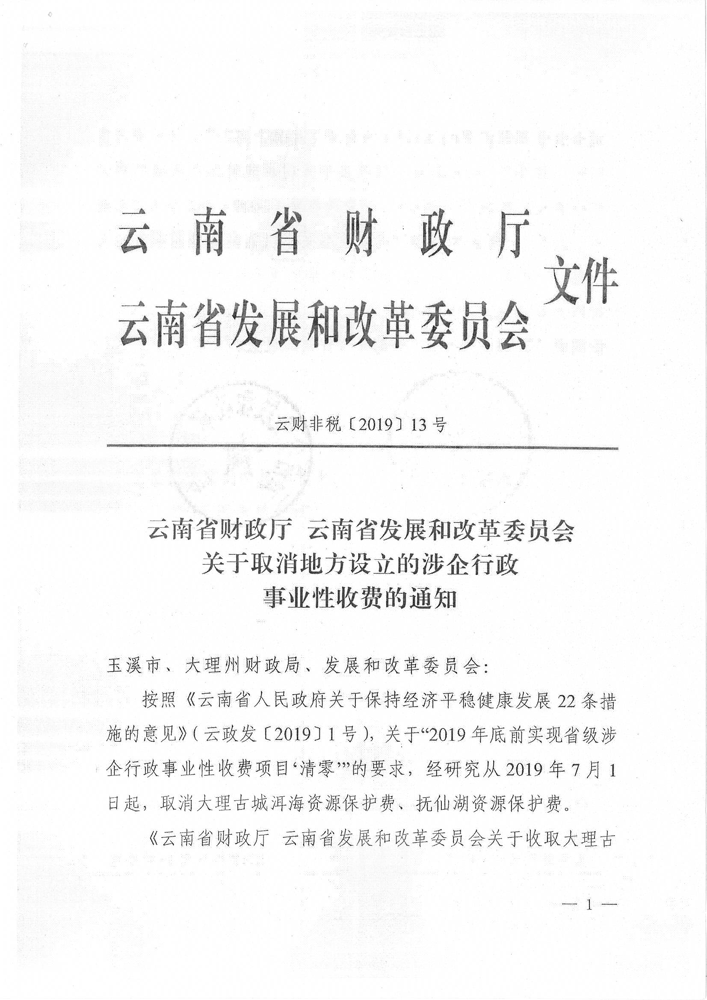 云南省财政厅
文件
云南省发展和改革委员会
云财非税〔2019〕13号
云南省财政厅 云南省发展和改革委员会
关于取消地方设立的涉企行政
事业性收费的通知
玉溪市、大理州财政局、发展和改革委员会：
按照《云南省人民政府关于保持经济平稳健康发展22条措
施的意见》（云政发〔2019〕1号），关于“2019年底前实现省级涉
企行政事业性收费项目‘清零’”的要求，经研究从2019年7月1
日起，取消大理古城洱海资源保护费、抚仙湖资源保护费。
《云南省财政厅 云南省发展和改革委员会关于收取大理古
— 1 —